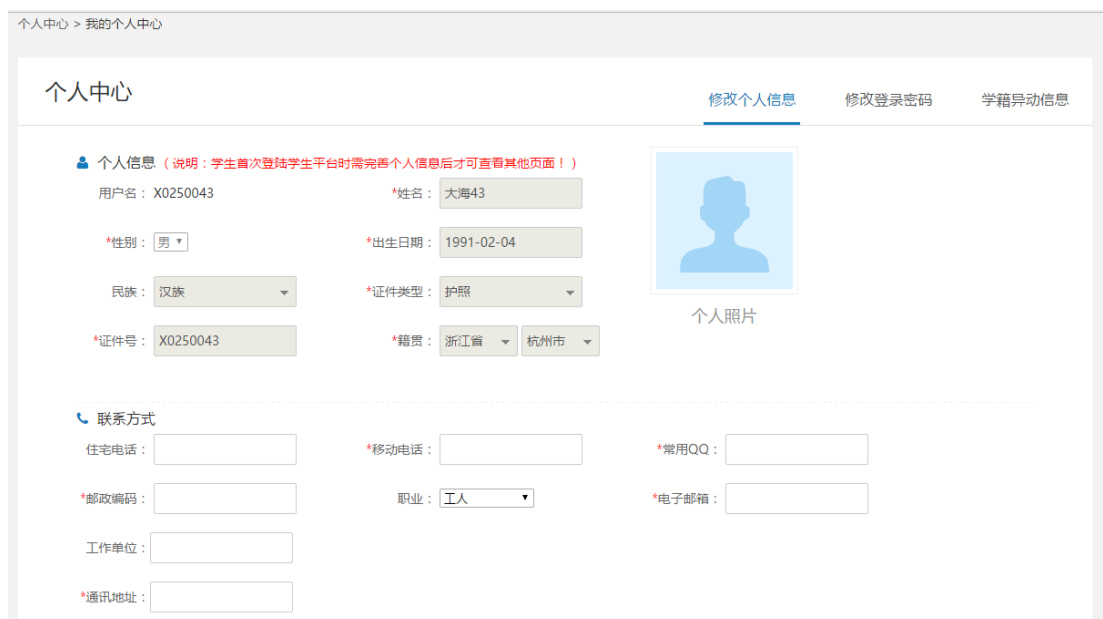 个人中心 > 我的个人中心
个人中心
修改个人信息 修改登录密码 学籍异动信息
个人信息 ( 说明：学生首次登陆学生平台时需完善个人信息后才可查看其他页面！ )
用户名： X0250043 *姓名： 大海43
*性别： 男 *出生日期： 1991-02-04
民族： 汉族 *证件类型： 护照
个人照片
*证件号： X0250043 *籍贯： 浙江省 杭州市
联系方式
住宅电话： *移动电话： *常用QQ：
*邮政编码： 职业： 工人 *电子邮箱：
工作单位：
*通讯地址：